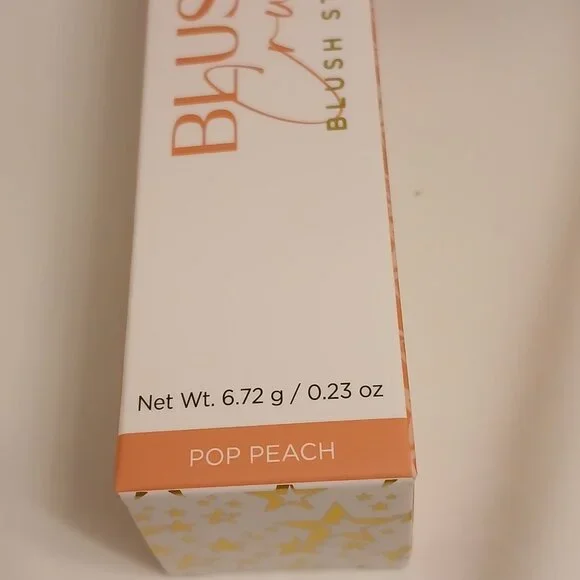 BLUS
BLUSH ST
Net Wt. 6.72 g / 0.23 oz
POP PEACH